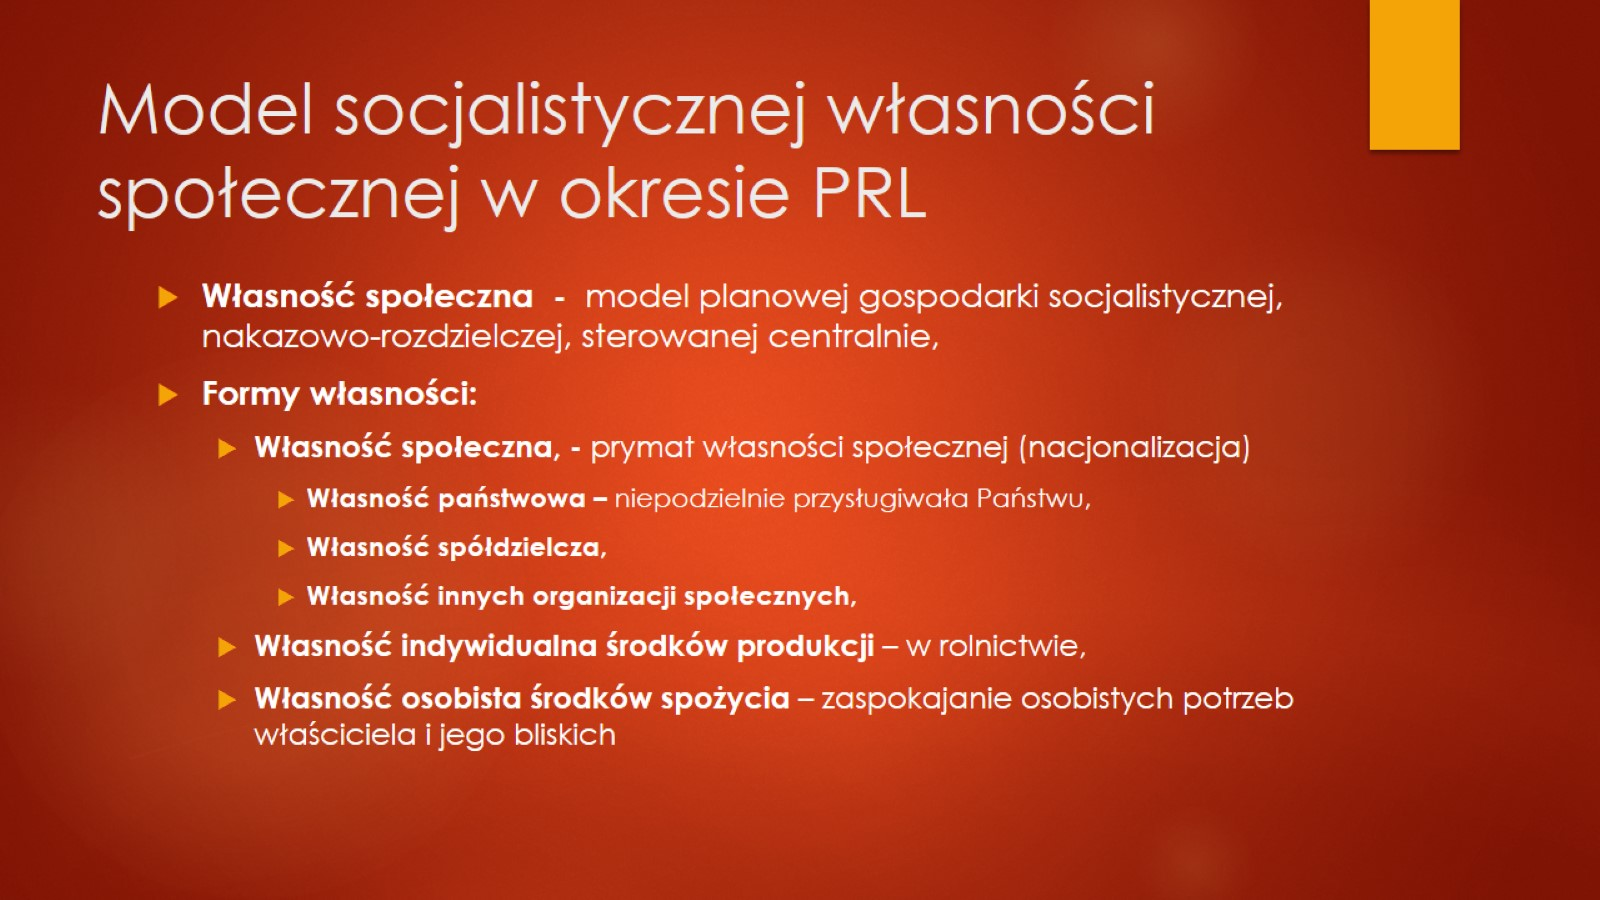 Model socjalistycznej własności
społecznej w okresie PRL
Własność społeczna - model planowej gospodarki socjalistycznej,
nakazowo-rozdzielczej, sterowanej centralnie,
Formy własności:
Własność społeczna, - prymat własności społecznej (nacjonalizacja)
Własność państwowa – niepodzielnie przysługiwała Państwu,
Własność spółdzielcza,
Własność innych organizacji społecznych,
Własność indywidualna środków produkcji – w rolnictwie,
Własność osobista środków spożycia – zaspokajanie osobistych potrzeb
właściciela i jego bliskich